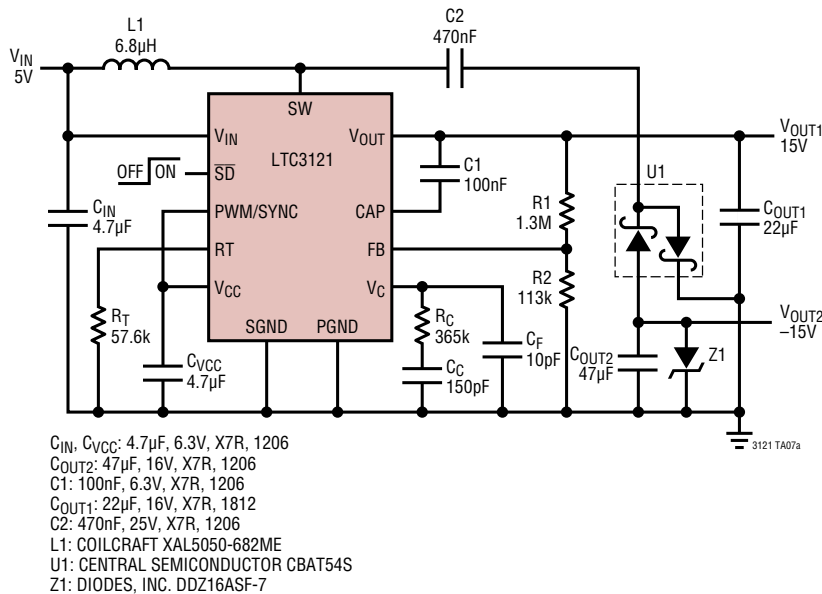 C2
470nF
L1
6.8µH
VIN
5V
SW
VIN
VOUT
VOUT1
15V
LTC3121
C1
100nF
U1
OFF ON
SD
R1
1.3M
COUT1
22µF
CIN
4.7µF
PWM/SYNC
CAP
RT
FB
R2
113k
VCC
VC
RT
57.6k
SGND
PGND
RC
365k
VOUT2
–15V
CF
10pF
COUT2
47µF
Z1
CVCC
4.7µF
CC
150pF
3121 TA07a
CIN, CVCC: 4.7µF, 6.3V, X7R, 1206
COUT2: 47µF, 16V, X7R, 1206
C1: 100nF, 6.3V, X7R, 1206
COUT1: 22µF, 16V, X7R, 1812
C2: 470nF, 25V, X7R, 1206
L1: COILCRAFT XAL5050-682ME
U1: CENTRAL SEMICONDUCTOR CBAT54S
Z1: DIODES, INC. DDZ16ASF-7